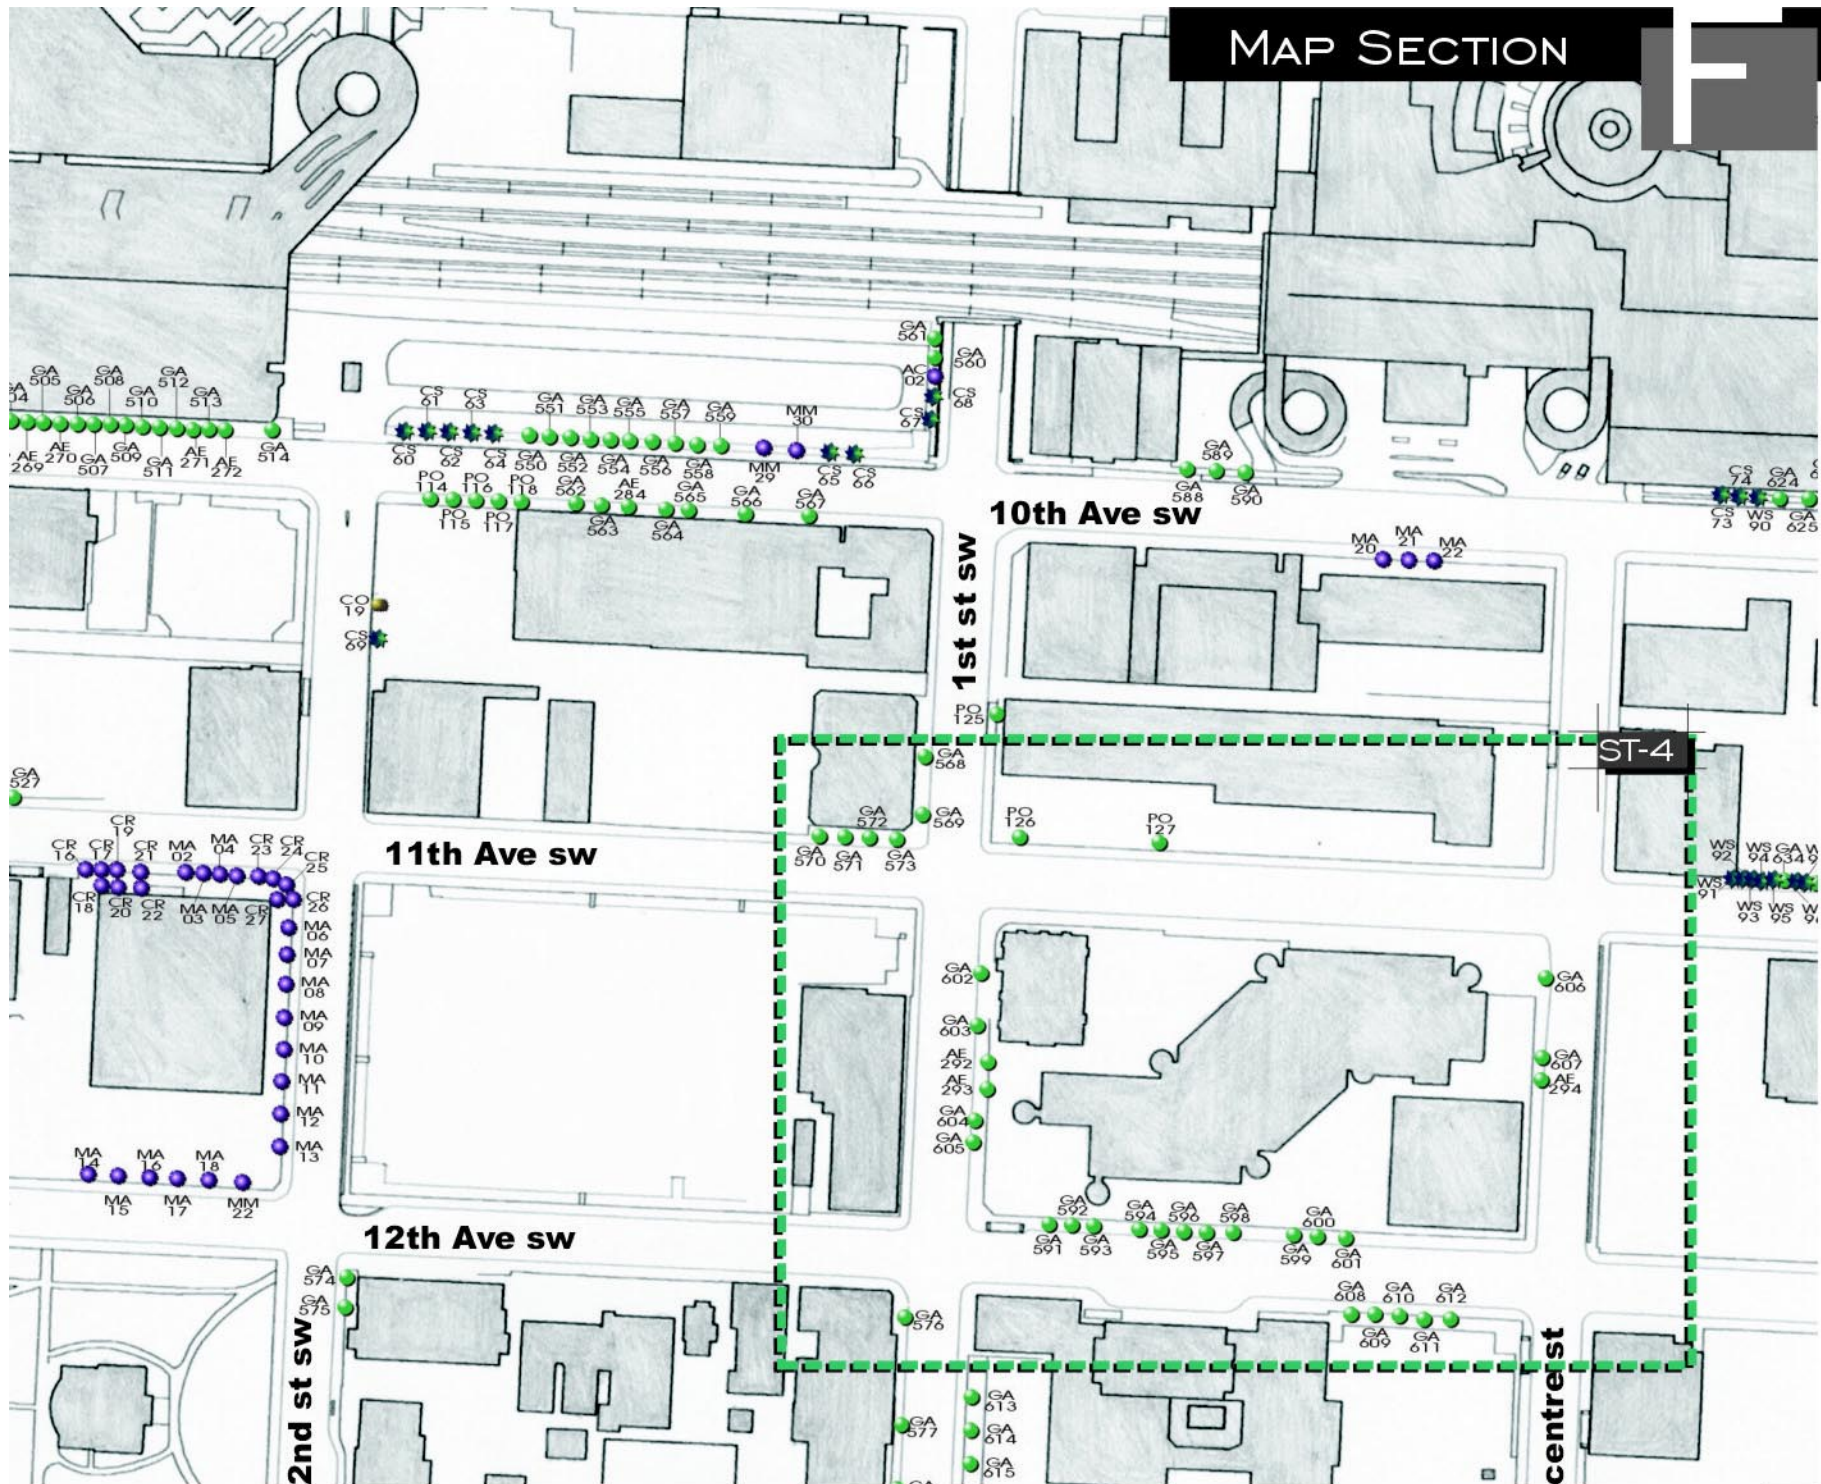 MAP SECTION
F
GA
561
GA
560
AC
02
CS
68
CS
67
GA
505
GA
506
GA
508
GA
510
GA
512
GA
513
04
AE
269
AE
270
GA
507
GA
509
GA
511
AE
271
AE
272
GA
514
CS
61
CS
63
GA
551
GA
553
GA
555
GA
557
GA
559
MM
30
CS
60
CS
62
CS
64
GA
550
GA
552
GA
554
GA
556
GA
558
MM
29
CS
65
CS
66
PO
114
PO
116
PO
118
GA
562
AE
284
GA
565
GA
566
GA
567
PO
115
PO
117
GA
563
GA
564
GA
589
GA
588
GA
590
CS
74
GA
624
CS
73
WS
90
GA
625
10th Ave sw
MA
20
MA
21
MA
22
1st st sw
CO
19
CS
69
PO
125
ST-4
GA
568
GA
569
GA
572
GA
570
GA
571
GA
573
PO
126
PO
127
GA
527
11th Ave sw
CR
16
CR
17
CR
19
CR
21
MA
02
MA
04
CR
23
CR
24
CR
25
CR
18
CR
20
CR
22
MA
03
MA
05
CR
27
CR
26
MA
06
MA
07
MA
08
MA
09
MA
10
MA
11
MA
12
MA
13
MA
14
MA
16
MA
18
MA
15
MA
17
MM
22
WS
92
WS
94
GA
634
WS
91
WS
93
WS
95
GA
602
GA
603
AE
292
AE
293
GA
604
GA
605
GA
606
GA
607
AE
294
GA
592
GA
594
GA
596
GA
598
GA
600
GA
591
GA
593
GA
595
GA
597
GA
599
GA
601
12th Ave sw
GA
574
GA
575
GA
576
GA
577
GA
608
GA
610
GA
612
GA
609
GA
611
GA
613
GA
614
GA
615
2nd st sw
centre st